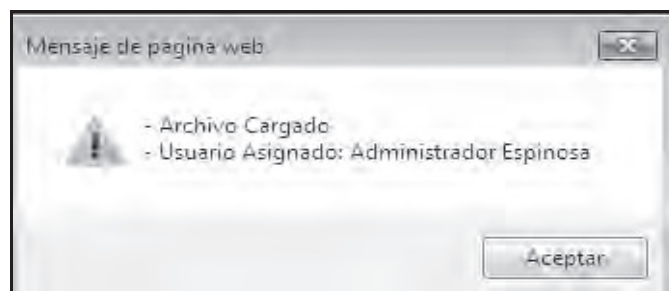 Mensaje de página web
- Archivo Cargado
- Usuario Asignado: Administrador Espinosa
Aceptar